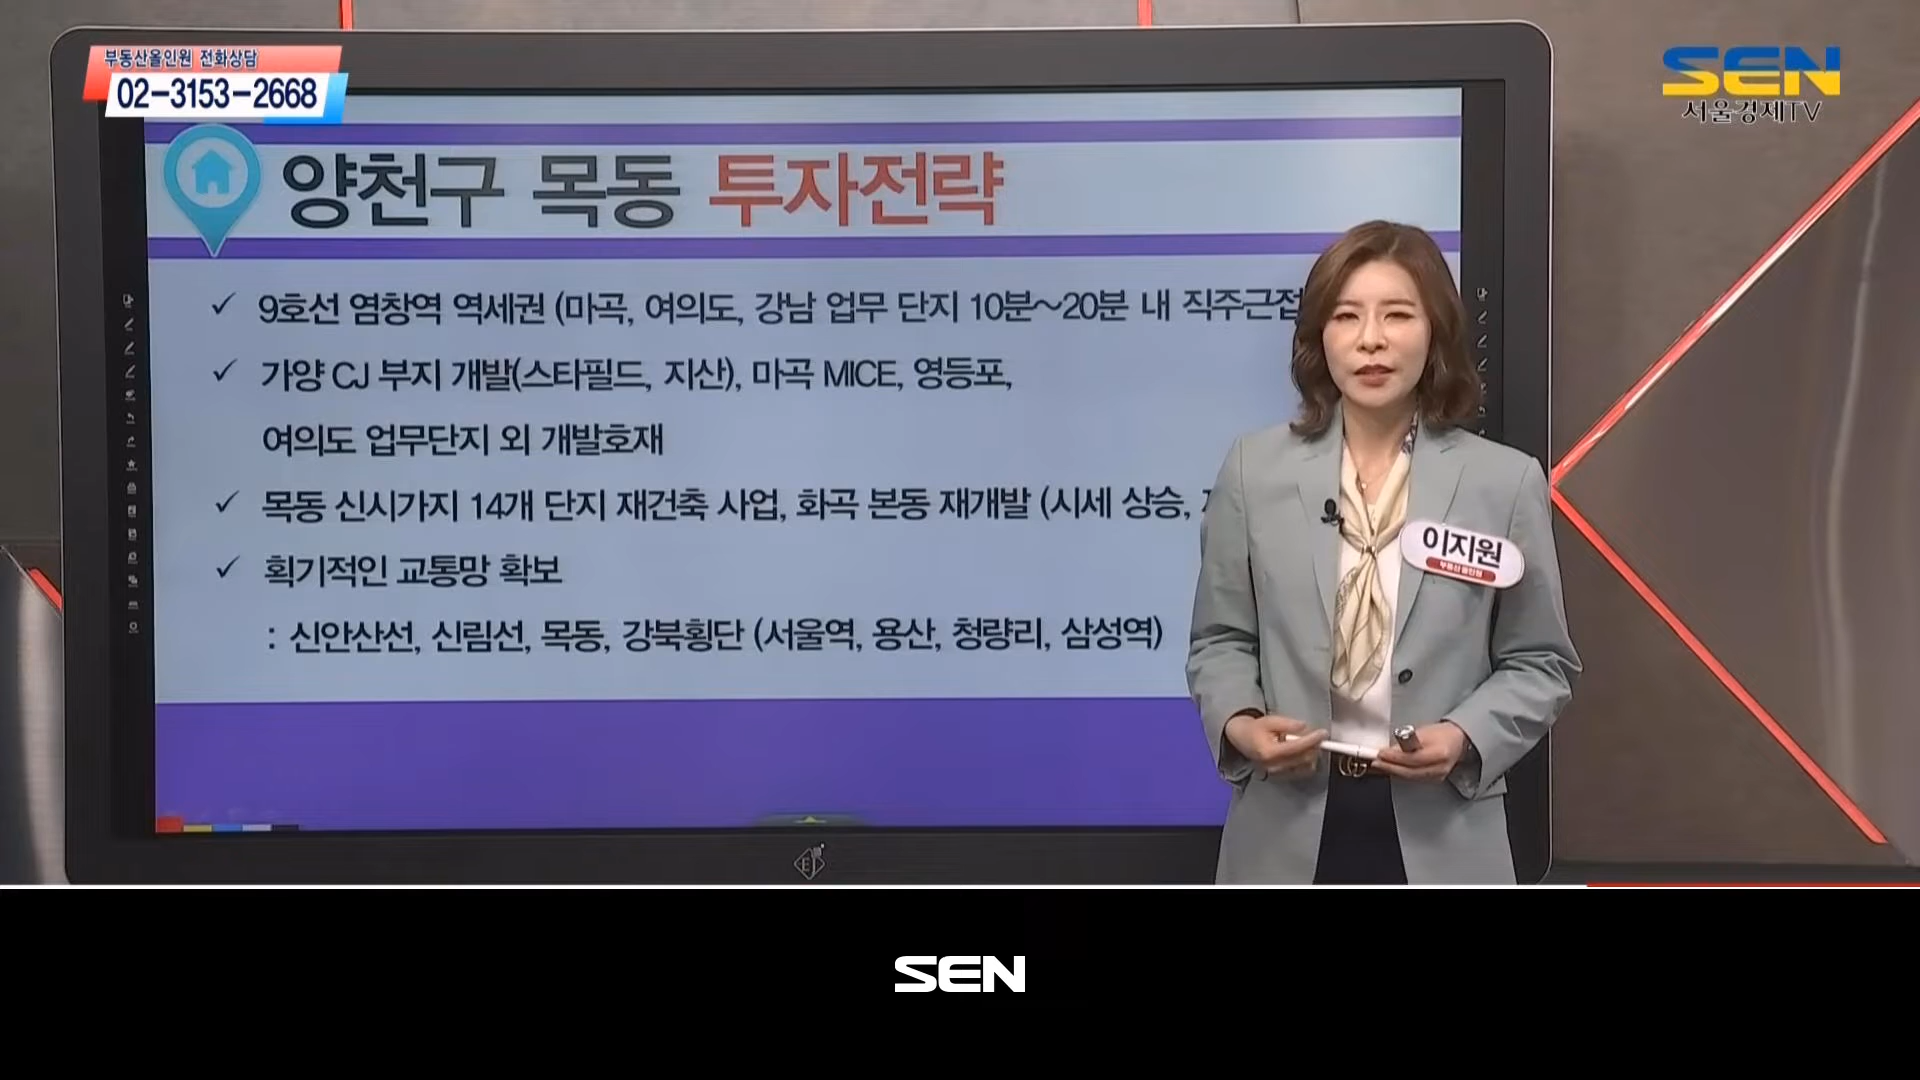 부동산올인원 전화상담
02-3153-2668
SEN
서울경제TV
양천구 목동 투자전략
✓ 9호선 염창역 역세권 (마곡, 여의도, 강남 업무 단지 10분~20분 내 직주근접
✓ 가양 CJ 부지 개발(스타필드, 지산), 마곡 MICE, 영등포,
여의도 업무단지 외 개발호재
✓ 목동 신시가지 14개 단지 재건축 사업, 화곡 본동 재개발 (시세 상승,
✓ 획기적인 교통망 확보
: 신안산선, 신림선, 목동, 강북횡단 (서울역, 용산, 청량리, 삼성역)
이지원
부동산 올인원
SEN